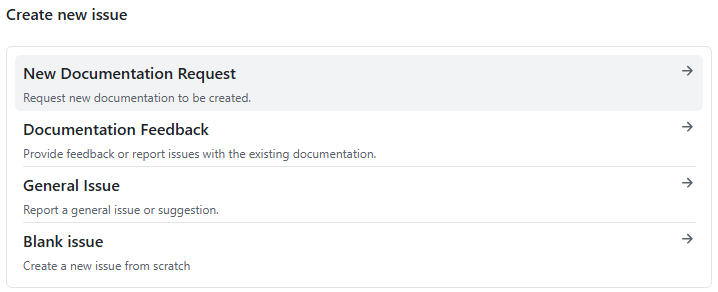 Create new issue
New Documentation Request
Request new documentation to be created.
Documentation Feedback
Provide feedback or report issues with the existing documentation.
General Issue
Report a general issue or suggestion.
Blank issue
Create a new issue from scratch